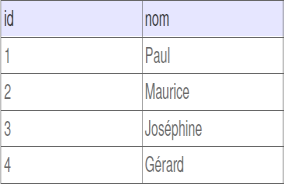 id nom
1 Paul
2 Maurice
3 Joséphine
4 Gérard